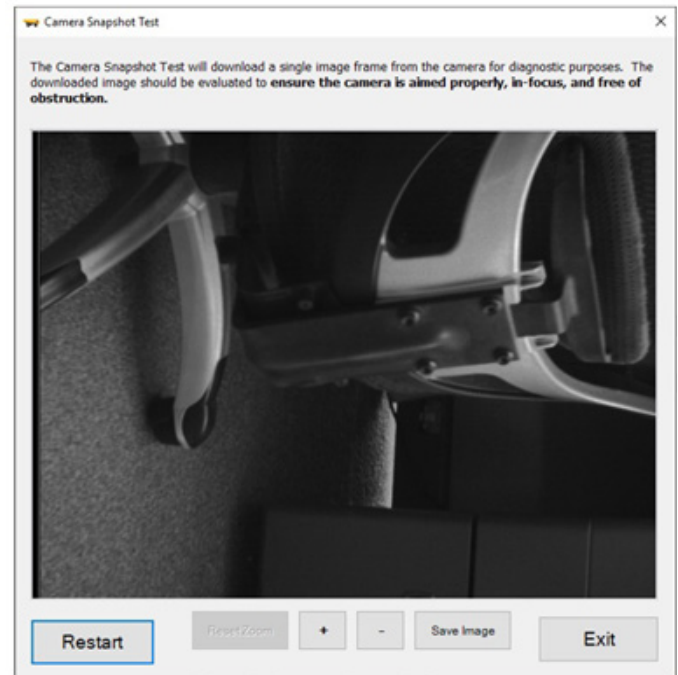 Camera Snapshot Test
The Camera Snapshot Test will download a single image frame from the camera for diagnostic purposes.  The
downloaded image should be evaluated to ensure the camera is aimed properly, in-focus, and free of
obstruction.
Restart
Reset Zoom
+
-
Save Image
Exit